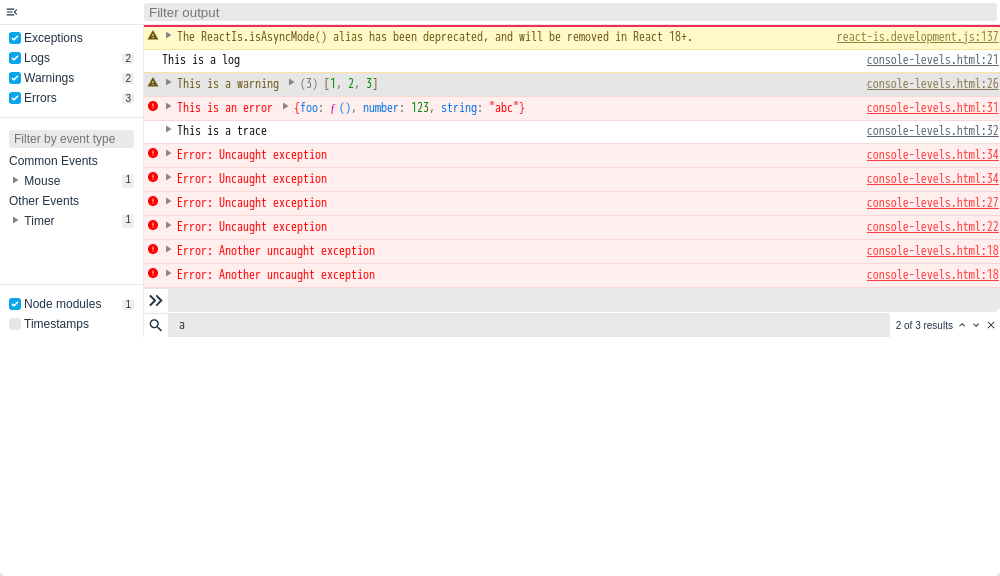 Filter output
Exceptions
Logs 2
Warnings 2
Errors 3
Filter by event type
Common Events
Mouse 1
Other Events
Timer 1
Node modules 1
Timestamps
The ReactIs.isAsyncMode() alias has been deprecated, and will be removed in React 18+. react-is.development.js:137
This is a log console-levels.html:21
This is a warning (3) [1, 2, 3] console-levels.html:26
This is an error {foo: ƒ (), number: 123, string: "abc"} console-levels.html:31
This is a trace console-levels.html:32
Error: Uncaught exception console-levels.html:34
Error: Uncaught exception console-levels.html:34
Error: Uncaught exception console-levels.html:27
Error: Uncaught exception console-levels.html:22
Error: Another uncaught exception console-levels.html:18
Error: Another uncaught exception console-levels.html:18
a 2 of 3 results